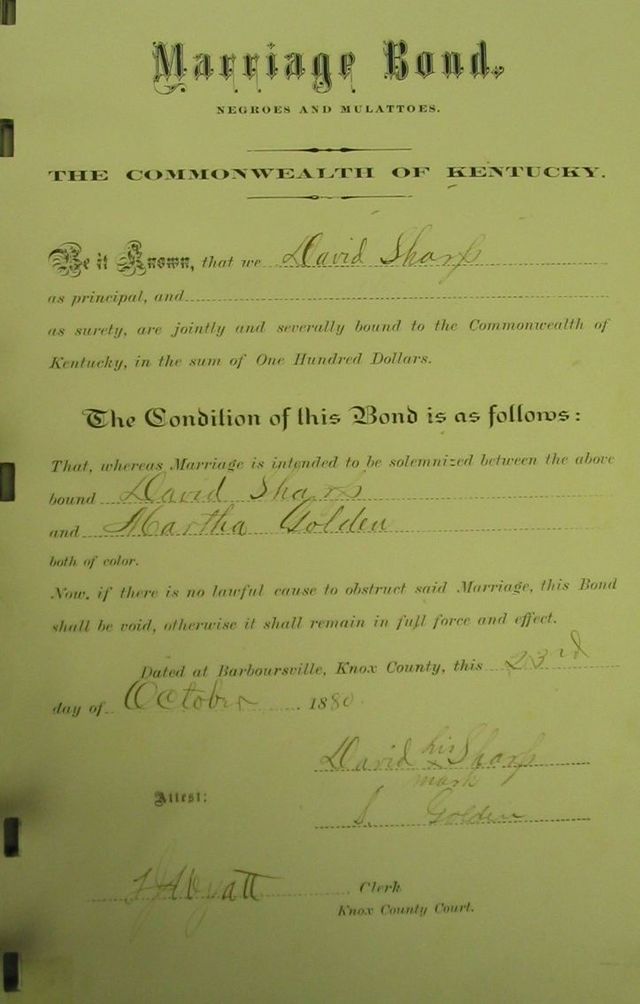 Marriage Bond,
NEGROES AND MULATTOES.
THE COMMONWEALTH OF KENTUCKY.
Be it Known, that we David Sharp
as principal, and
as surety, are jointly and severally bound to the Commonwealth of
Kentucky, in the sum of One Hundred Dollars.
The Condition of this Bond is as follows:
That, whereas Marriage is intended to be solemnized between the above
bound David Sharp
and Martha Golden
both of color.
Now, if there is no lawful cause to obstruct said Marriage, this Bond
shall be void, otherwise it shall remain in full force and effect.
Dated at Barboursville, Knox County, this 23rd
day of October 1880.
David his Sharp
x
mark
Attest:
S. Golden
Wyatt Clerk
Knox County Court.